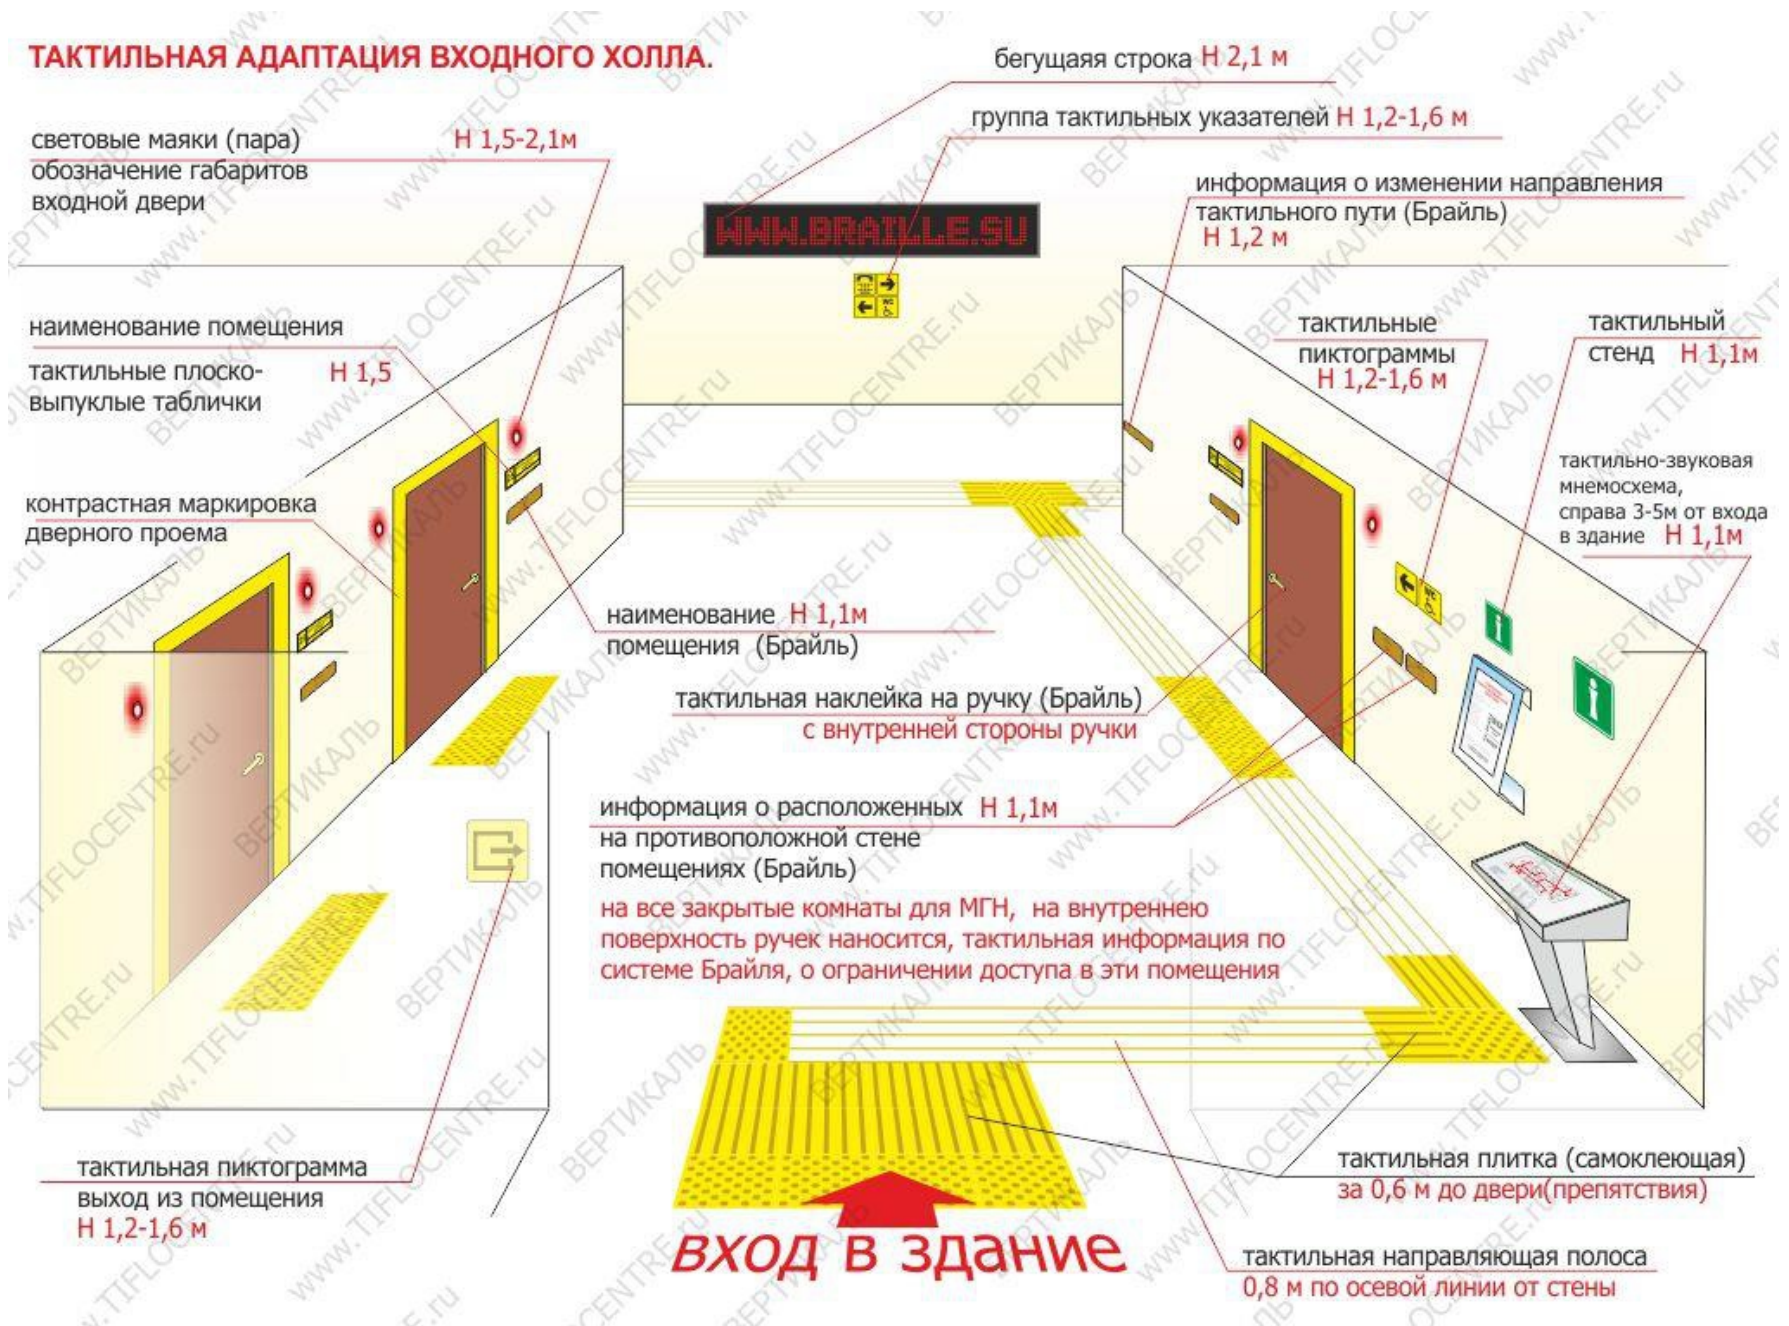 ТАКТИЛЬНАЯ АДАПТАЦИЯ ВХОДНОГО ХОЛЛА.
бегущаяя строка Н 2,1 м
группа тактильных указателей Н 1,2-1,6 м
световые маяки (пара) Н 1,5-2,1м
обозначение габаритов
входной двери
информация о изменении направления
тактильного пути (Брайль)
Н 1,2 м
WWW.BRAILLE.SU
WC
наименование помещения
тактильные плоско- Н 1,5
выпуклые таблички
тактильные
пиктограммы
Н 1,2-1,6 м
тактильный
стенд Н 1,1м
контрастная маркировка
дверного проема
тактильно-звуковая
мнемосхема,
справа 3-5м от входа
в здание Н 1,1м
WC
i
i
наименование Н 1,1м
помещения (Брайль)
тактильная наклейка на ручку (Брайль)
с внутренней стороны ручки
информация о расположенных Н 1,1м
на противоположной стене
помещениях (Брайль)
на все закрытые комнаты для МГН, на внутреннею
поверхность ручек наносится, тактильная информация по
системе Брайля, о ограничении доступа в эти помещения
тактильная пиктограмма
выход из помещения
Н 1,2-1,6 м
тактильная плитка (самоклеющая)
за 0,6 м до двери(препятствия)
вход в здание
тактильная направляющая полоса
0,8 м по осевой линии от стены
ВЕРТИКАЛЬ
www.TIFLOCENTRE.ru